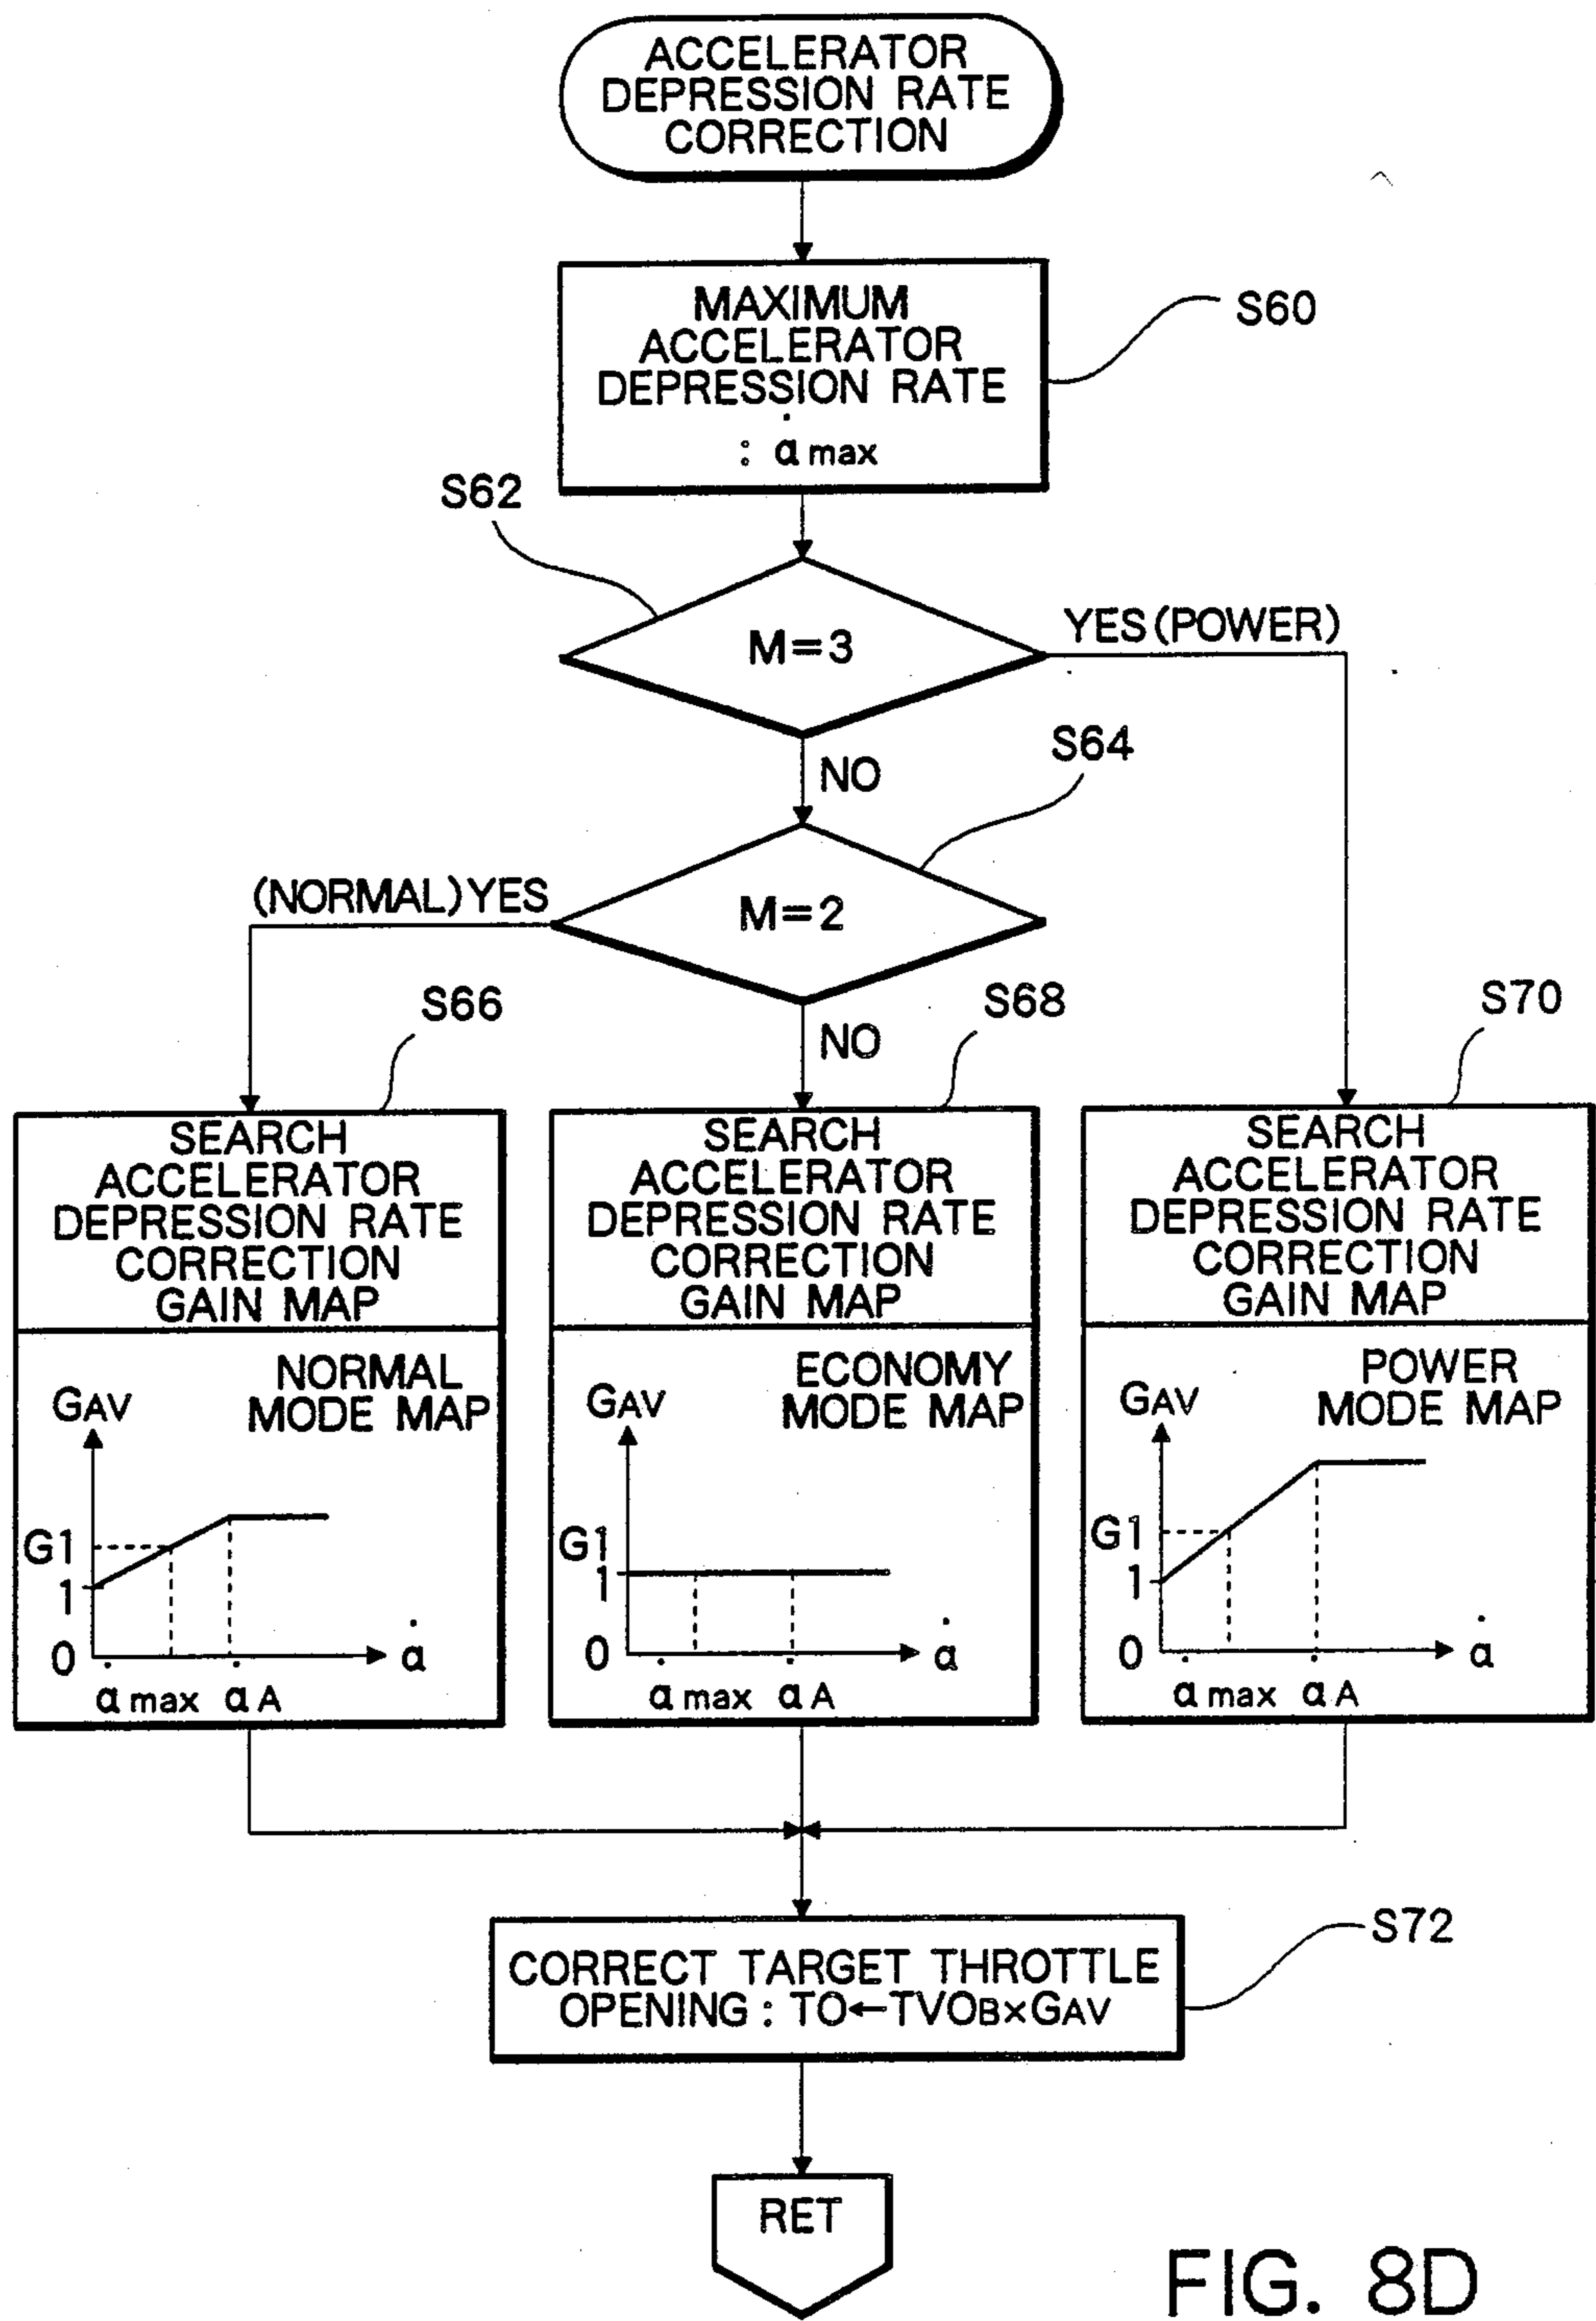 ACCELERATOR
DEPRESSION RATE
CORRECTION
MAXIMUM
ACCELERATOR
DEPRESSION RATE
: α̇ max
S60
S62
M=3
YES (POWER)
NO
S64
M=2
(NORMAL) YES
NO
S66
SEARCH
ACCELERATOR
DEPRESSION RATE
CORRECTION
GAIN MAP
NORMAL
MODE MAP
GAV
G1
1
0
α̇
α̇ max α̇ A
S68
SEARCH
ACCELERATOR
DEPRESSION RATE
CORRECTION
GAIN MAP
ECONOMY
MODE MAP
GAV
G1
1
0
α̇
α̇ max α̇ A
S70
SEARCH
ACCELERATOR
DEPRESSION RATE
CORRECTION
GAIN MAP
POWER
MODE MAP
GAV
G1
1
0
α̇
α̇ max α̇ A
CORRECT TARGET THROTTLE
OPENING : TO←TVOB×GAV
S72
RET
FIG. 8D